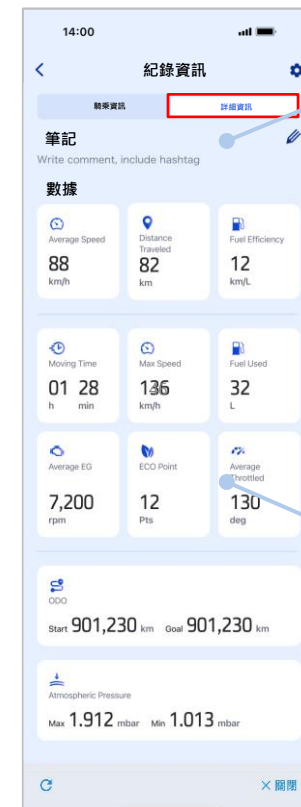 14:00
紀錄資訊
騎乘資訊 詳細資訊
筆記
Write comment, include hashtag
數據
Average Speed
88
km/h
Distance
Traveled
82
km
Fuel Efficiency
12
km/L
Moving Time
01 28
h min
Max Speed
136
km/h
Fuel Used
32
L
Average EG
7,200
rpm
ECO Point
12
Pts
Average
Throttled
130
deg
ODO
Start 901,230 km Goal 901,230 km
Atmospheric Pressure
Max 1.912 mbar Min 1.013 mbar
關閉